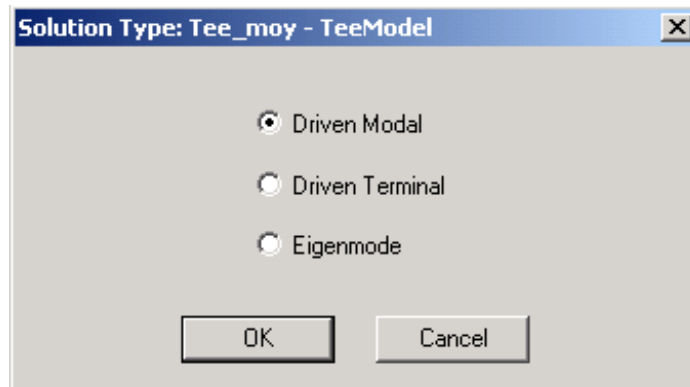 Solution Type: Tee_moy - TeeModel
Driven Modal
Driven Terminal
Eigenmode
OK
Cancel